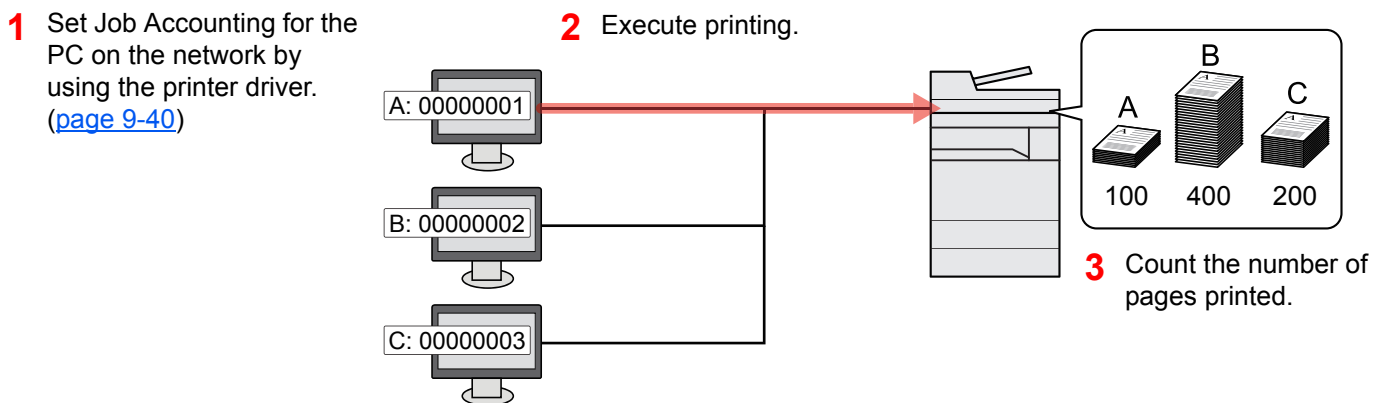 1 Set Job Accounting for the
PC on the network by
using the printer driver.
(page 9-40)
2 Execute printing.
A: 00000001
B: 00000002
C: 00000003
A
B
C
100
400
200
3 Count the number of
pages printed.